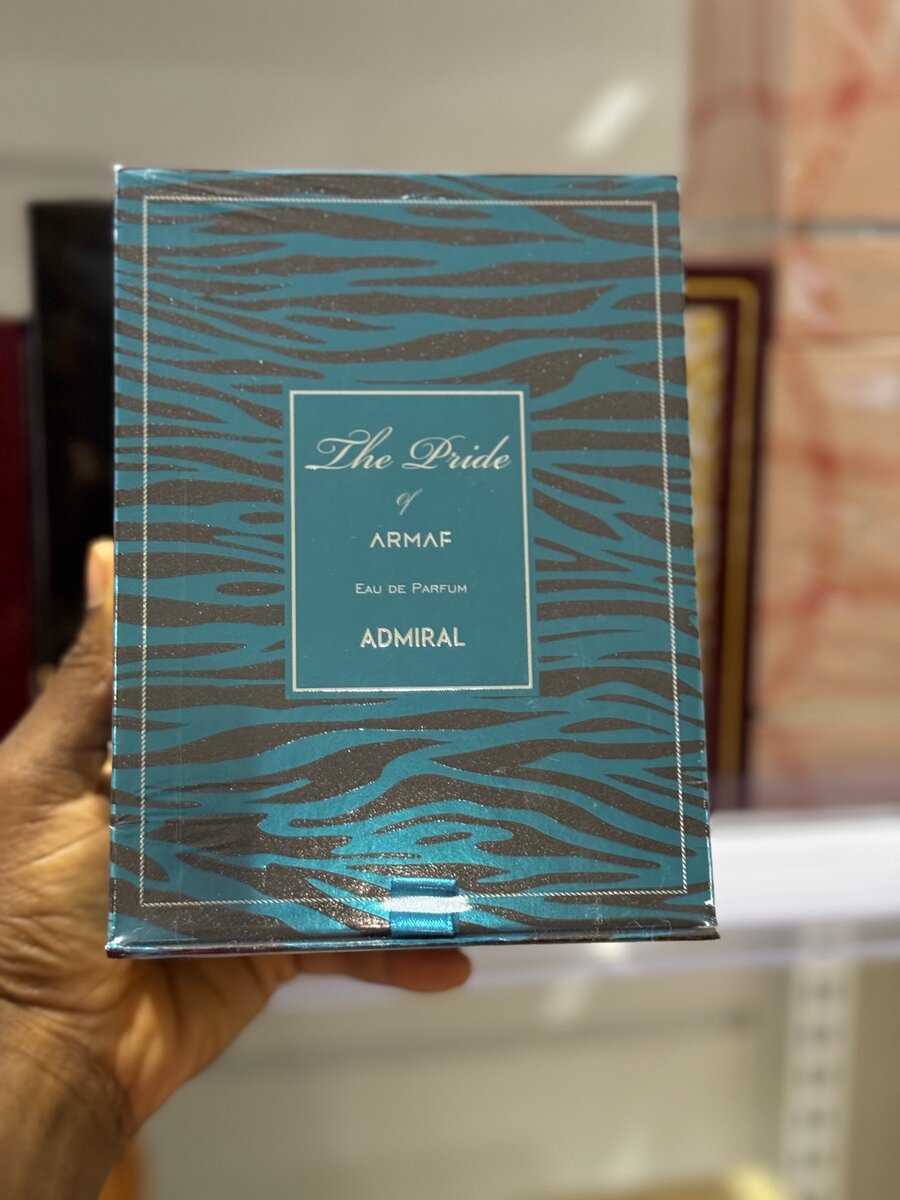 The Pride
of
ARMAF
EAU DE PARFUM
ADMIRAL